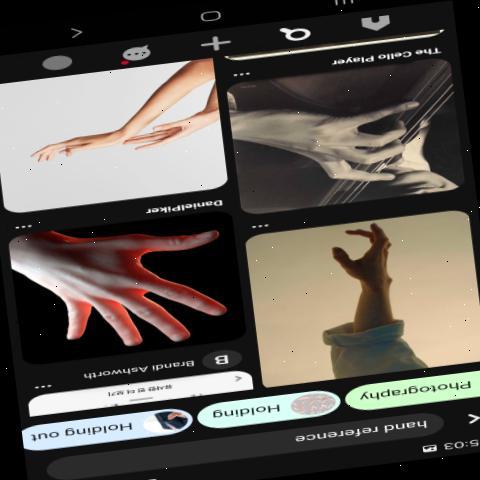 5:03
hand reference
Photography
Holding
Holding out
B
Brandi Ashworth
DanielPiker
The Cello Player